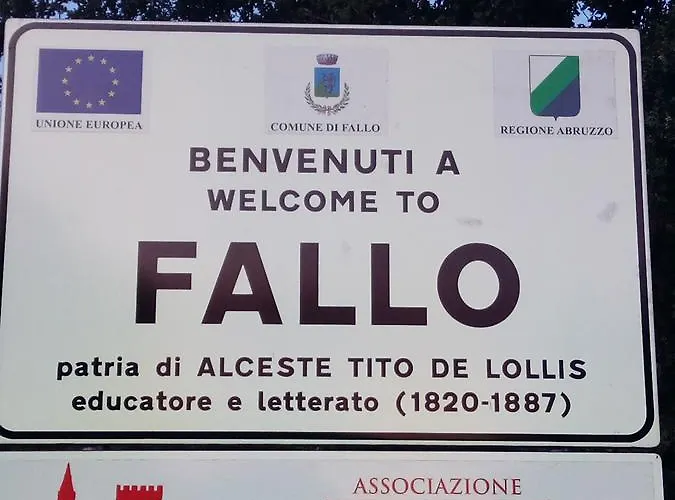 UNIONE EUROPEA
COMUNE DI FALLO
REGIONE ABRUZZO
BENVENUTI A
WELCOME TO
FALLO
patria di ALCESTE TITO DE LOLLIS
educatore e letterato (1820-1887)
ASSOCIAZIONE